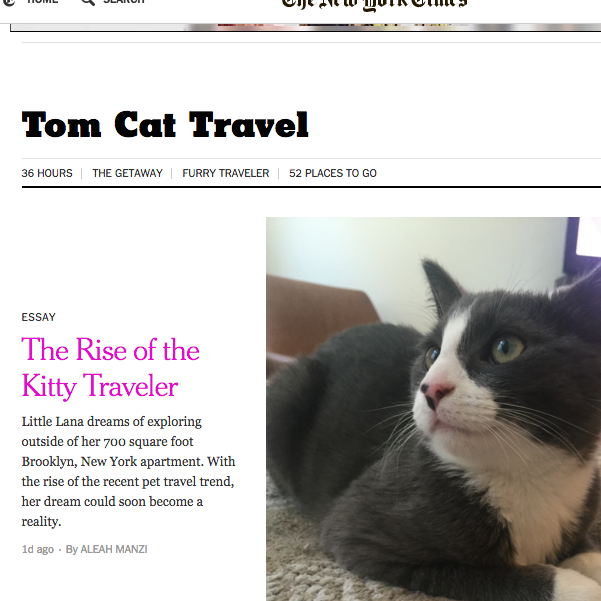 HOME SEARCH The New York Times
Tom Cat Travel
36 HOURS | THE GETAWAY | FURRY TRAVELER | 52 PLACES TO GO
ESSAY
The Rise of the
Kitty Traveler
Little Lana dreams of exploring
outside of her 700 square foot
Brooklyn, New York apartment. With
the rise of the recent pet travel trend,
her dream could soon become a
reality.
1d ago · By ALEAH MANZI